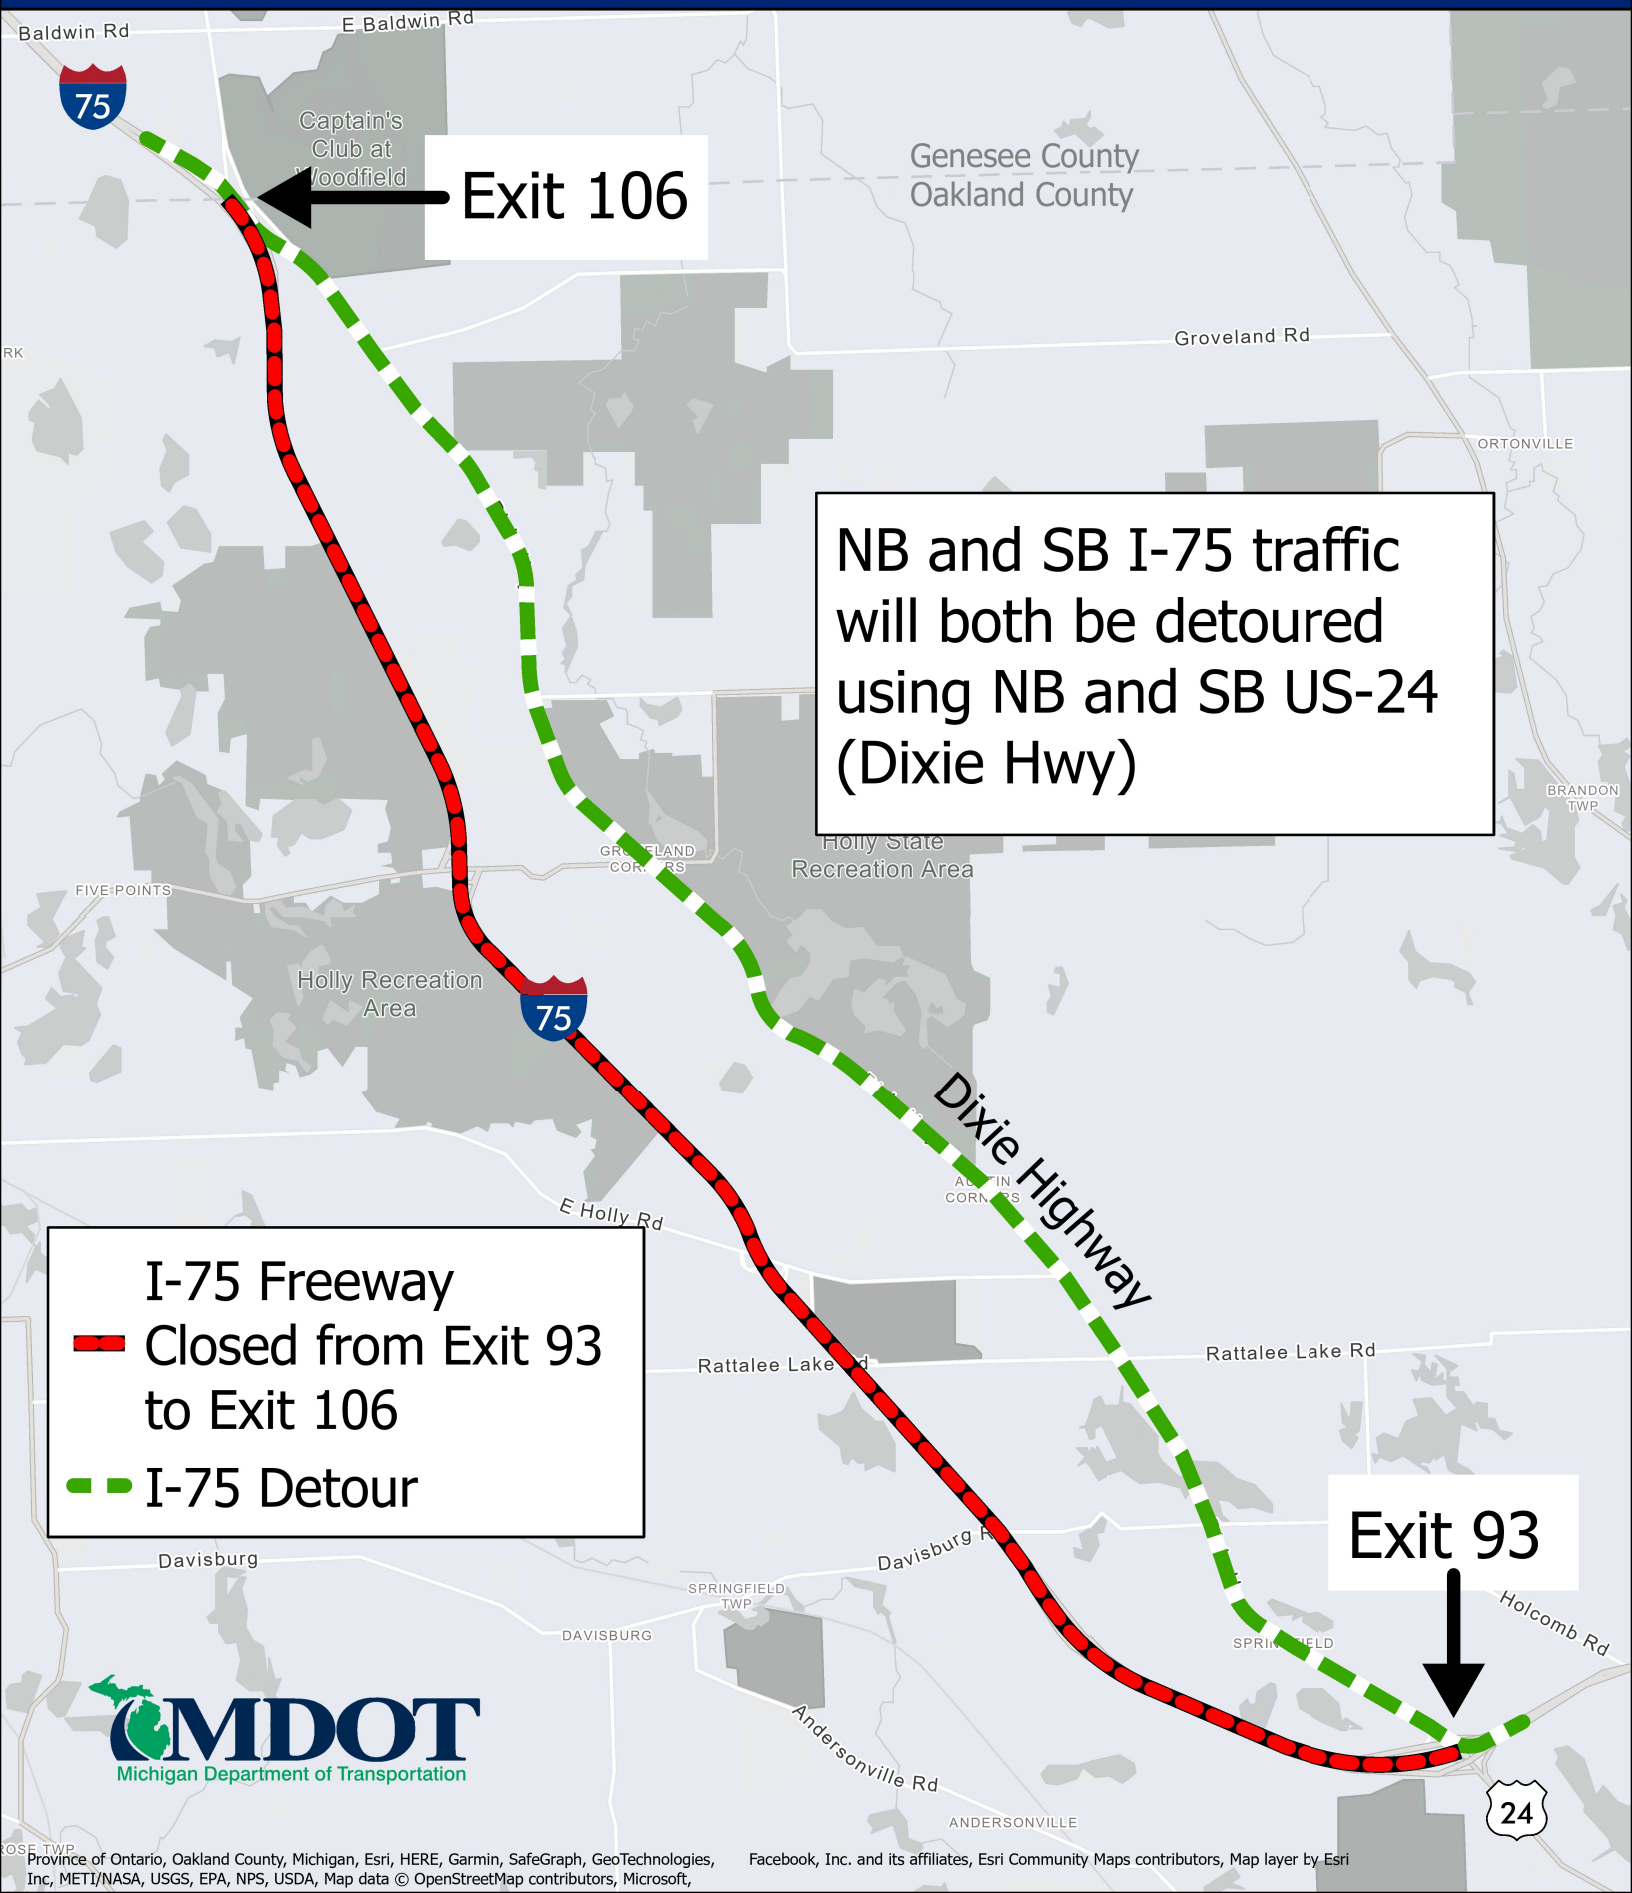 Baldwin Rd
E Baldwin Rd
75
Captain's
Club at
Woodfield
Exit 106
Genesee County
Oakland County
RK
Groveland Rd
ORTONVILLE
NB and SB I-75 traffic
will both be detoured
using NB and SB US-24
(Dixie Hwy)
BRANDON
TWP
Holly State
Recreation Area
FIVE POINTS
Holly Recreation
Area
75
Dixie Highway
E Holly Rd
I-75 Freeway
Closed from Exit 93
to Exit 106
I-75 Detour
Rattalee Lake
Rattalee Lake Rd
Exit 93
Davisburg
Davisburg R
SPRINGFIELD
TWP
DAVISBURG
Holcomb Rd
MDOT
Michigan Department of Transportation
Andersonville Rd
ANDERSONVILLE
24
OSE TWP
Province of Ontario, Oakland County, Michigan, Esri, HERE, Garmin, SafeGraph, GeoTechnologies,
Inc, METI/NASA, USGS, EPA, NPS, USDA, Map data © OpenStreetMap contributors, Microsoft,
Facebook, Inc. and its affiliates, Esri Community Maps contributors, Map layer by Esri